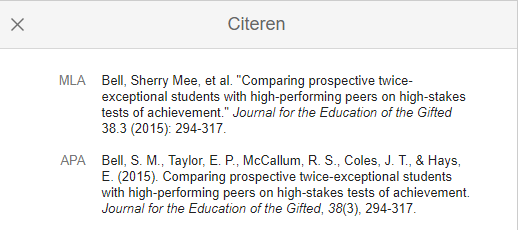 Citeren
MLA Bell, Sherry Mee, et al. "Comparing prospective twice-
exceptional students with high-performing peers on high-stakes
tests of achievement." Journal for the Education of the Gifted
38.3 (2015): 294-317.
APA Bell, S. M., Taylor, E. P., McCallum, R. S., Coles, J. T., & Hays,
E. (2015). Comparing prospective twice-exceptional students
with high-performing peers on high-stakes tests of achievement.
Journal for the Education of the Gifted, 38(3), 294-317.